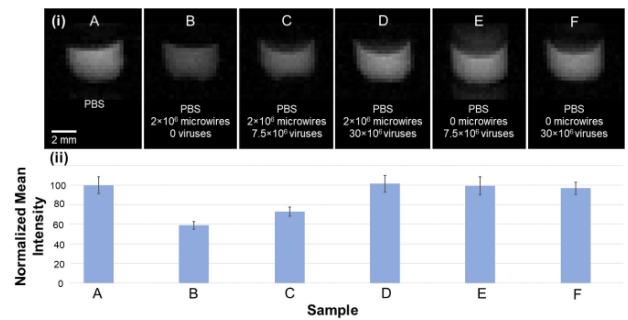 (i) A B C D E F
PBS PBS PBS PBS PBS PBS
2×10⁶ microwires 2×10⁶ microwires 2×10⁶ microwires 0 microwires 0 microwires
0 viruses 7.5×10⁶ viruses 30×10⁶ viruses 7.5×10⁶ viruses 30×10⁶ viruses
2 mm
(ii)
Normalized Mean
Intensity
100
80
60
40
20
0
A B C D E F
Sample